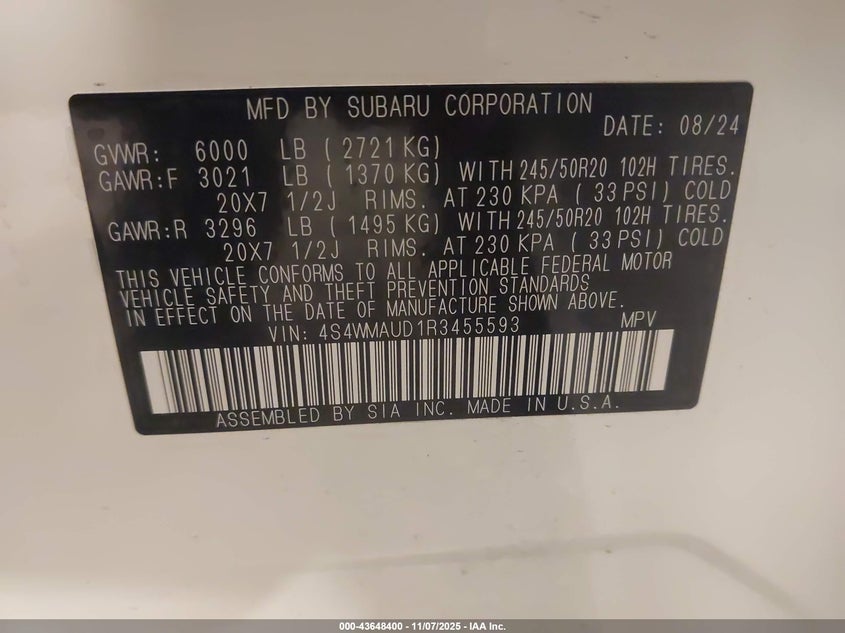 MFD BY SUBARU CORPORATION
DATE: 08/24
GVWR: 6000 LB ( 2721 KG)
GAWR:F 3021 LB ( 1370 KG) WITH 245/50R20 102H TIRES.
20X7 1/2J RIMS. AT 230 KPA ( 33 PSI) COLD
GAWR:R 3296 LB ( 1495 KG) WITH 245/50R20 102H TIRES.
20X7 1/2J RIMS. AT 230 KPA ( 33 PSI) COLD
THIS VEHICLE CONFORMS TO ALL APPLICABLE FEDERAL MOTOR
VEHICLE SAFETY AND THEFT PREVENTION STANDARDS
IN EFFECT ON THE DATE OF MANUFACTURE SHOWN ABOVE.
VIN: 4S4WMAUD1R3455593 MPV
ASSEMBLED BY SIA INC. MADE IN U.S.A.
000-43648400 - 11/07/2025 - IAA Inc.